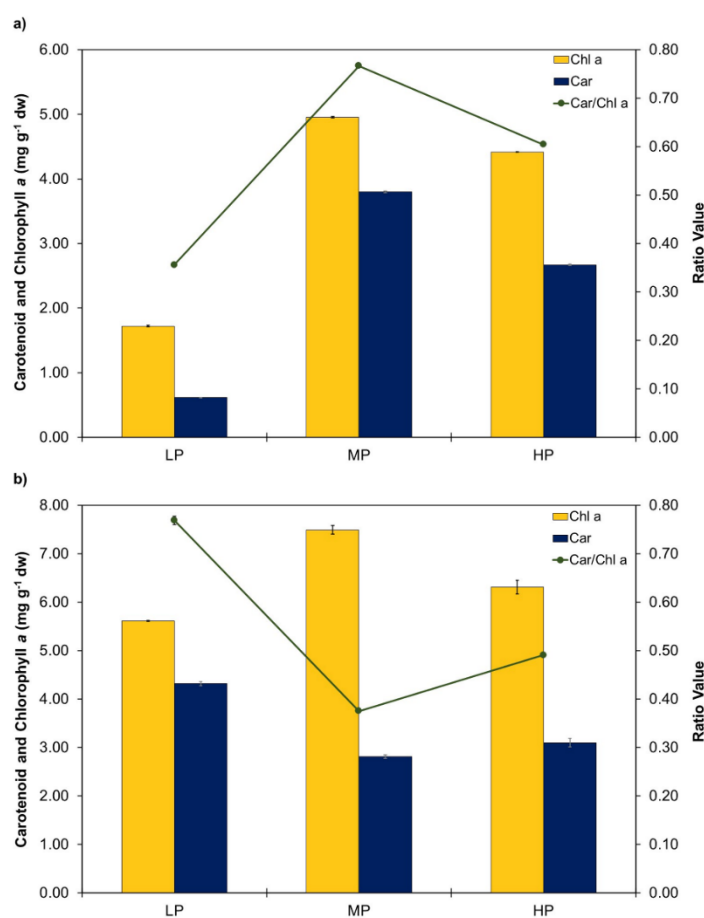 a)
6.00
5.00
4.00
3.00
2.00
1.00
0.00
Carotenoid and Chlorophyll a (mg g-1 dw)
Chl a
Car
Car/Chl a
0.80
0.70
0.60
0.50
0.40
0.30
0.20
0.10
0.00
Ratio Value
LP MP HP
b)
8.00
7.00
6.00
5.00
4.00
3.00
2.00
1.00
0.00
Carotenoid and Chlorophyll a (mg g-1 dw)
Chl a
Car
Car/Chl a
0.80
0.70
0.60
0.50
0.40
0.30
0.20
0.10
0.00
Ratio Value
LP MP HP